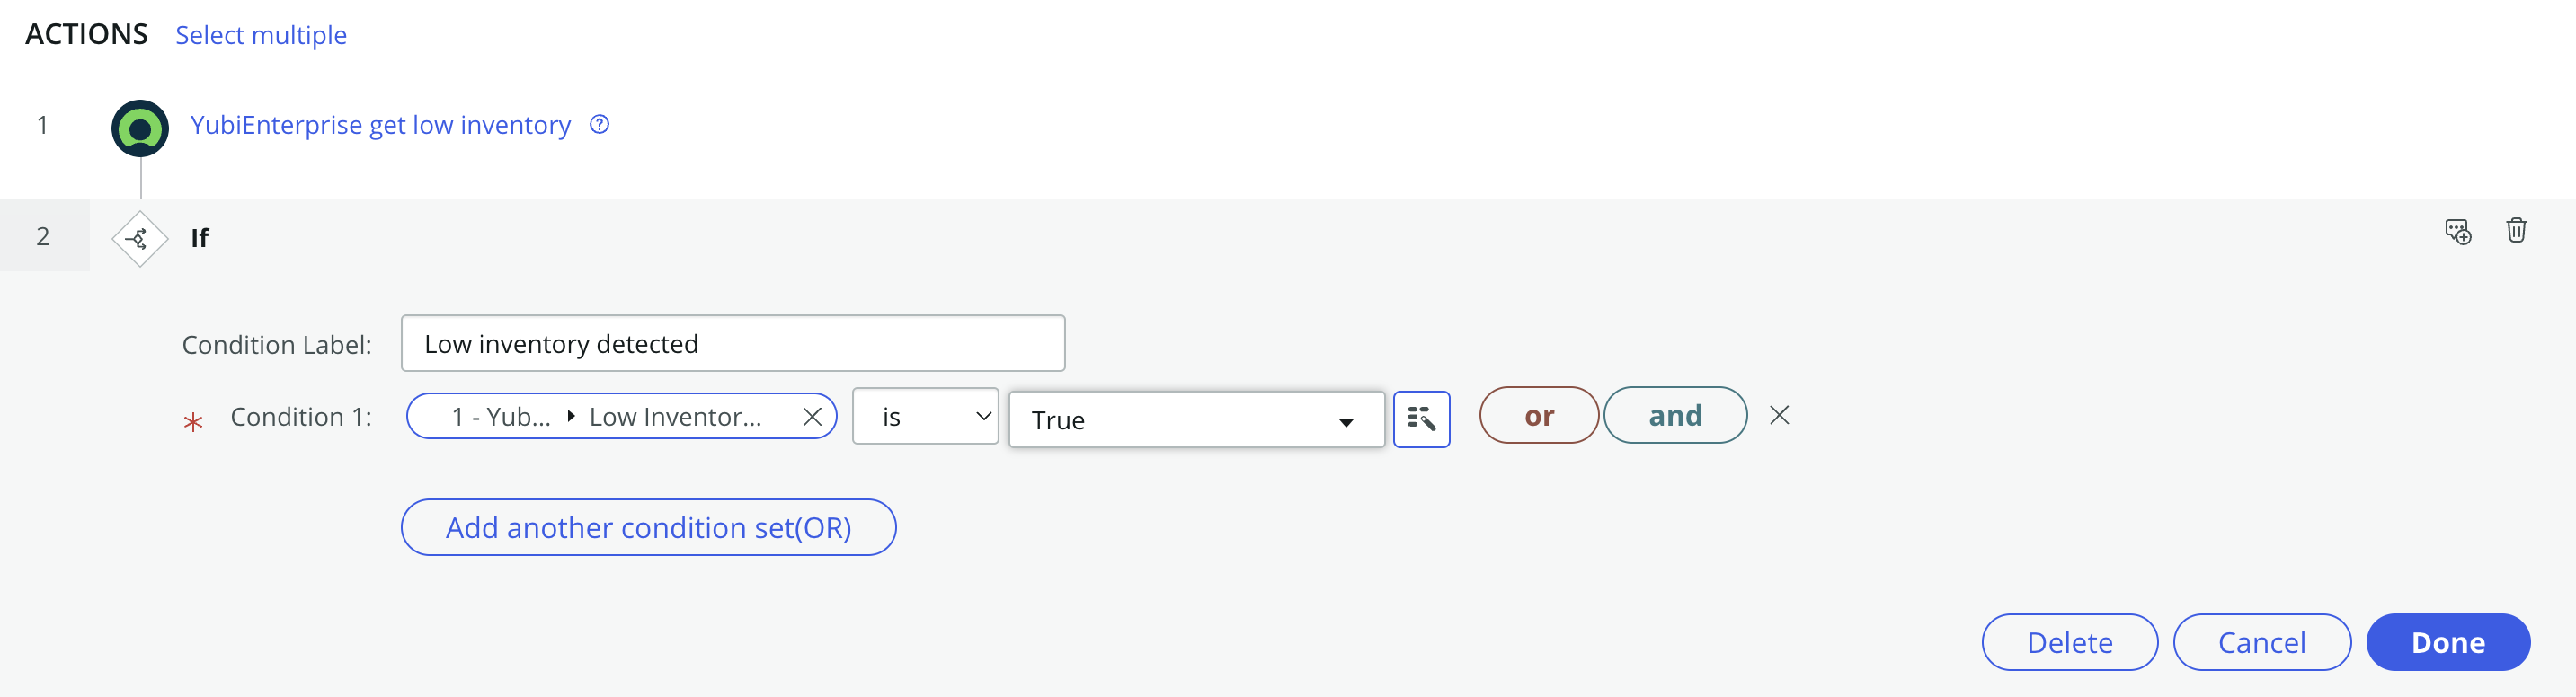 ACTIONS Select multiple
1 YubiEnterprise get low inventory ?
2 If
Condition Label: Low inventory detected
* Condition 1: 1 - Yub... Low Inventor... is True or and
Add another condition set(OR)
Delete Cancel Done